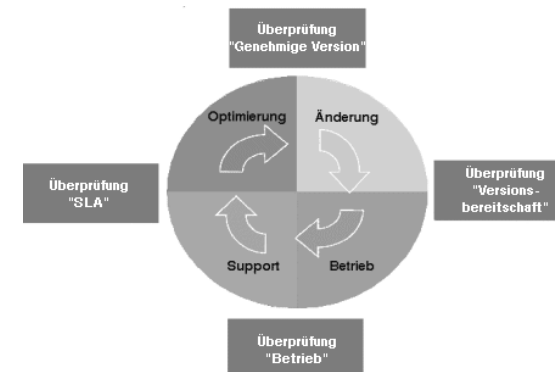 Überprüfung
"Genehmige Version"
Optimierung
Änderung
Überprüfung
"SLA"
Überprüfung
"Versions-
bereitschaft"
Support
Betrieb
Überprüfung
"Betrieb"